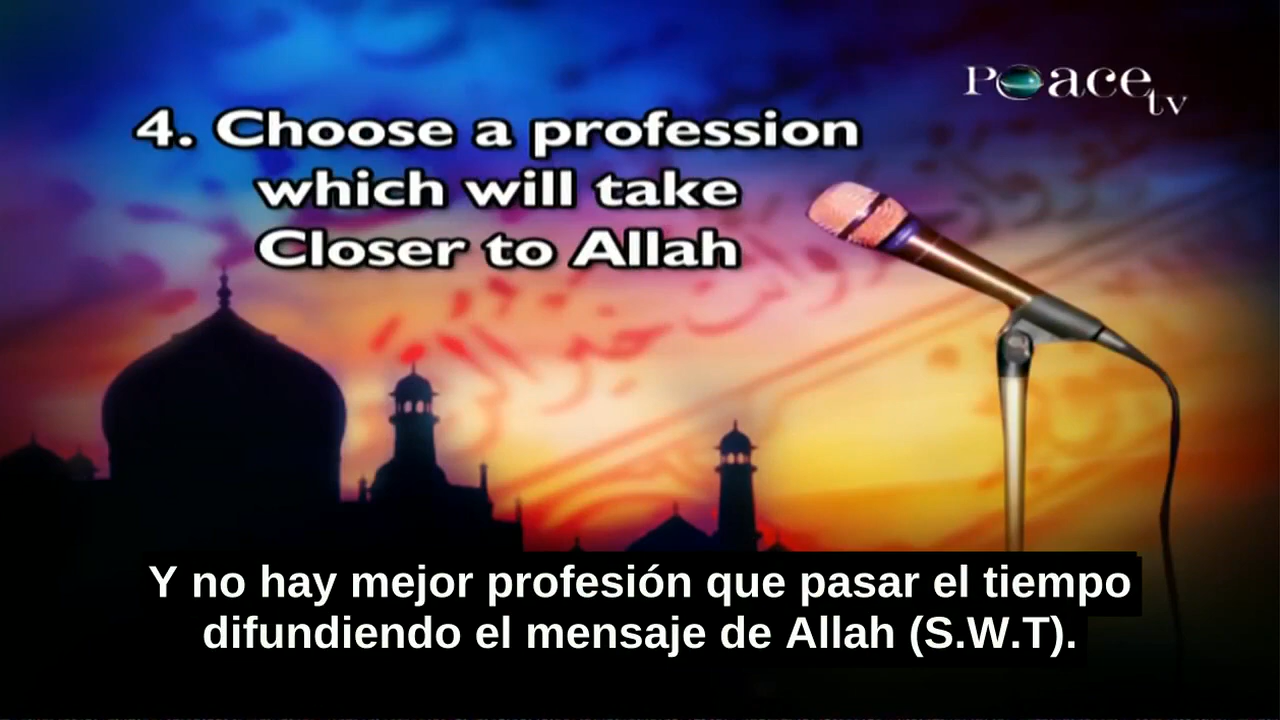 Peace tv
4. Choose a profession
which will take
Closer to Allah
Y no hay mejor profesión que pasar el tiempo
difundiendo el mensaje de Allah (S.W.T).